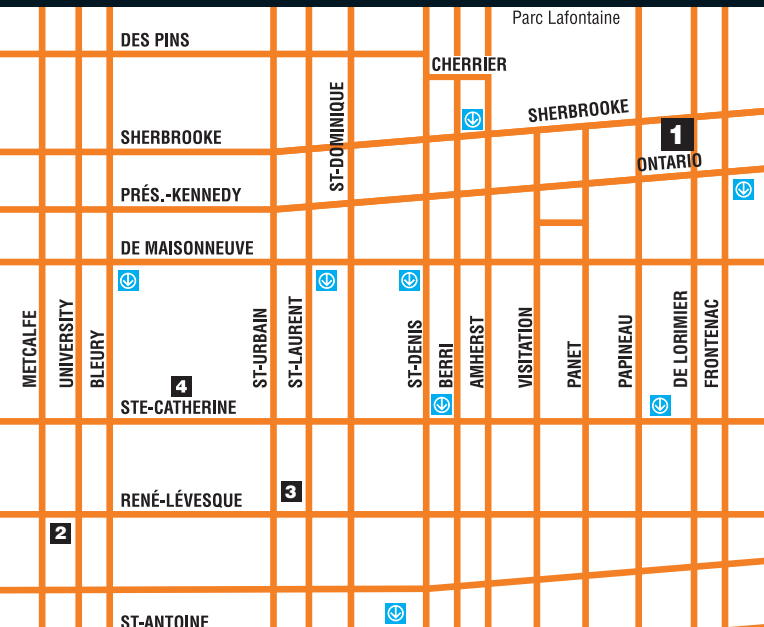 Parc Lafontaine
DES PINS
CHERRIER
ST-DOMINIQUE
SHERBROOKE
SHERBROOKE
1
ONTARIO
PRÉS.-KENNEDY
DE MAISONNEUVE
METCALFE
UNIVERSITY
BLEURY
ST-URBAIN
ST-LAURENT
ST-DENIS
BERRI
AMHERST
VISITATION
PANET
PAPINEAU
DE LORIMIER
FRONTENAC
4
STE-CATHERINE
3
RENÉ-LÉVESQUE
2
ST-ANTOINE